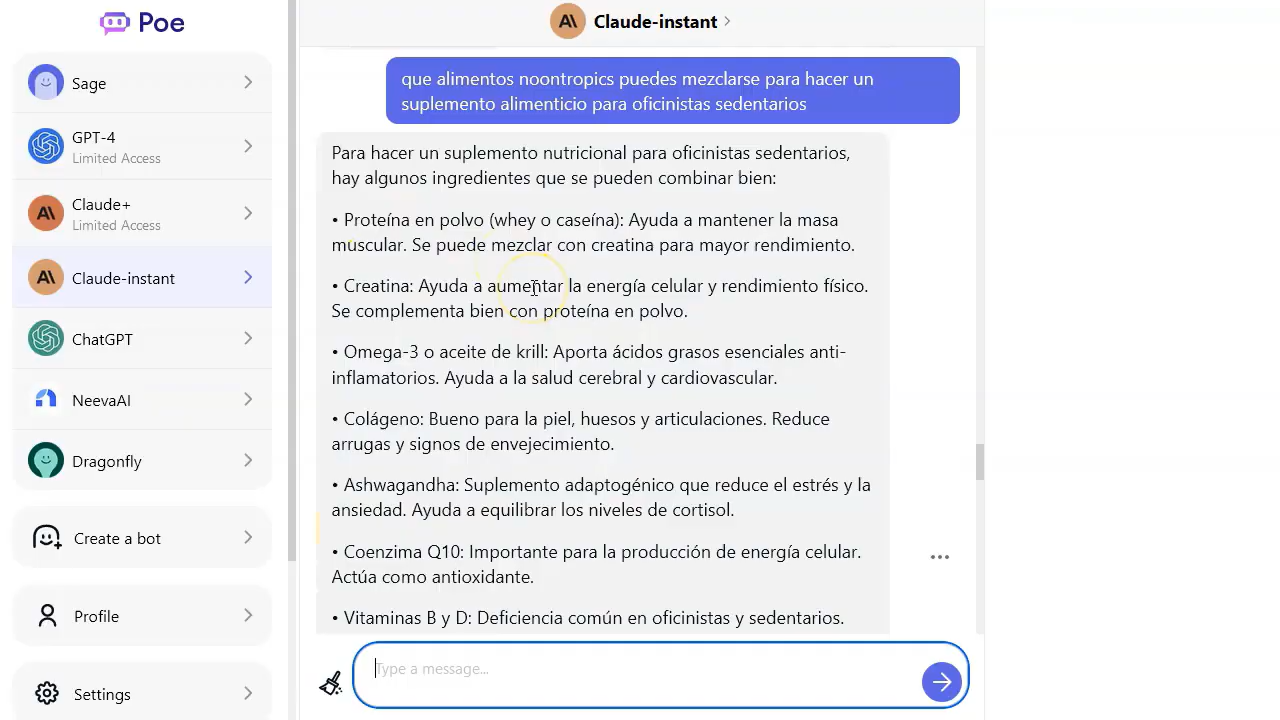 Poe
Sage
GPT-4
Limited Access
Claude+
Limited Access
Claude-instant
ChatGPT
NeevaAI
Dragonfly
Create a bot
Profile
Settings
Claude-instant
que alimentos noontropics puedes mezclarse para hacer un
suplemento alimenticio para oficinistas sedentarios
Para hacer un suplemento nutricional para oficinistas sedentarios,
hay algunos ingredientes que se pueden combinar bien:
• Proteína en polvo (whey o caseína): Ayuda a mantener la masa
muscular. Se puede mezclar con creatina para mayor rendimiento.
• Creatina: Ayuda a aumentar la energía celular y rendimiento físico.
Se complementa bien con proteína en polvo.
• Omega-3 o aceite de krill: Aporta ácidos grasos esenciales anti-
inflamatorios. Ayuda a la salud cerebral y cardiovascular.
• Colágeno: Bueno para la piel, huesos y articulaciones. Reduce
arrugas y signos de envejecimiento.
• Ashwagandha: Suplemento adaptogénico que reduce el estrés y la
ansiedad. Ayuda a equilibrar los niveles de cortisol.
• Coenzima Q10: Importante para la producción de energía celular.
Actúa como antioxidante.
• Vitaminas B y D: Deficiencia común en oficinistas y sedentarios.
Type a message...